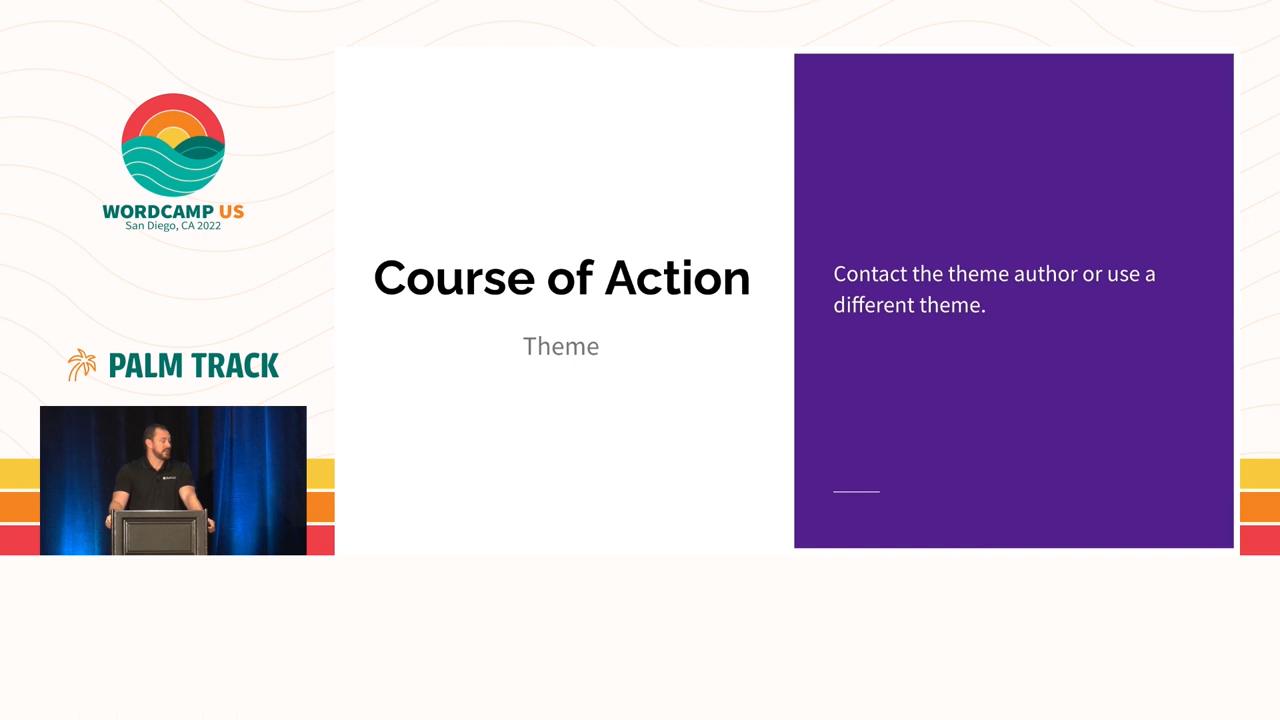 WORDCAMP US
San Diego, CA 2022
PALM TRACK
Course of Action
Theme
Contact the theme author or use a
different theme.